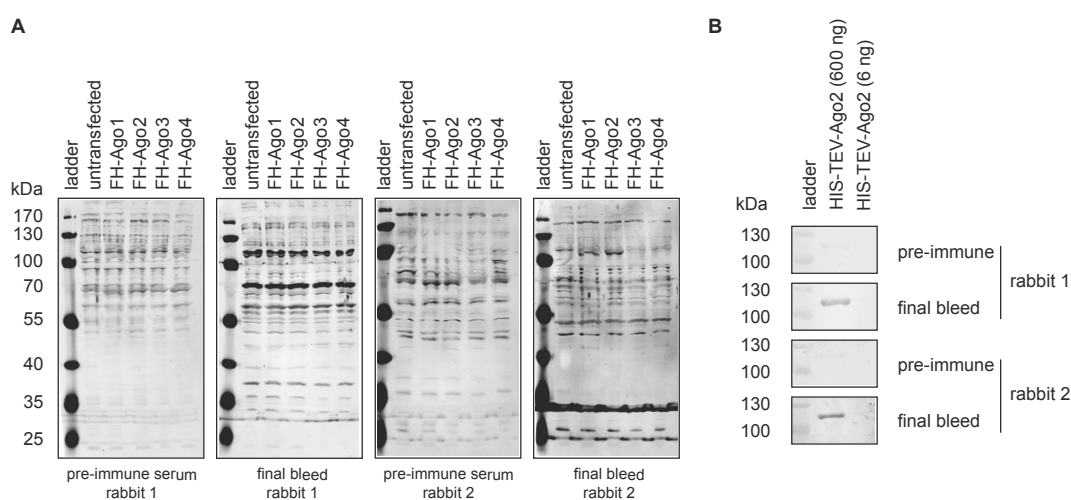 A
ladder
untransfected
FH-Ago1
FH-Ago2
FH-Ago3
FH-Ago4
ladder
untransfected
FH-Ago1
FH-Ago2
FH-Ago3
FH-Ago4
ladder
untransfected
FH-Ago1
FH-Ago2
FH-Ago3
FH-Ago4
ladder
untransfected
FH-Ago1
FH-Ago2
FH-Ago3
FH-Ago4
kDa
170
130
100
70
55
40
35
25
pre-immune serum
rabbit 1
final bleed
rabbit 1
pre-immune serum
rabbit 2
final bleed
rabbit 2
B
ladder
HIS-TEV-Ago2 (600 ng)
HIS-TEV-Ago2 (6 ng)
kDa
130
100
pre-immune
130
100
final bleed
rabbit 1
130
100
pre-immune
130
100
final bleed
rabbit 2